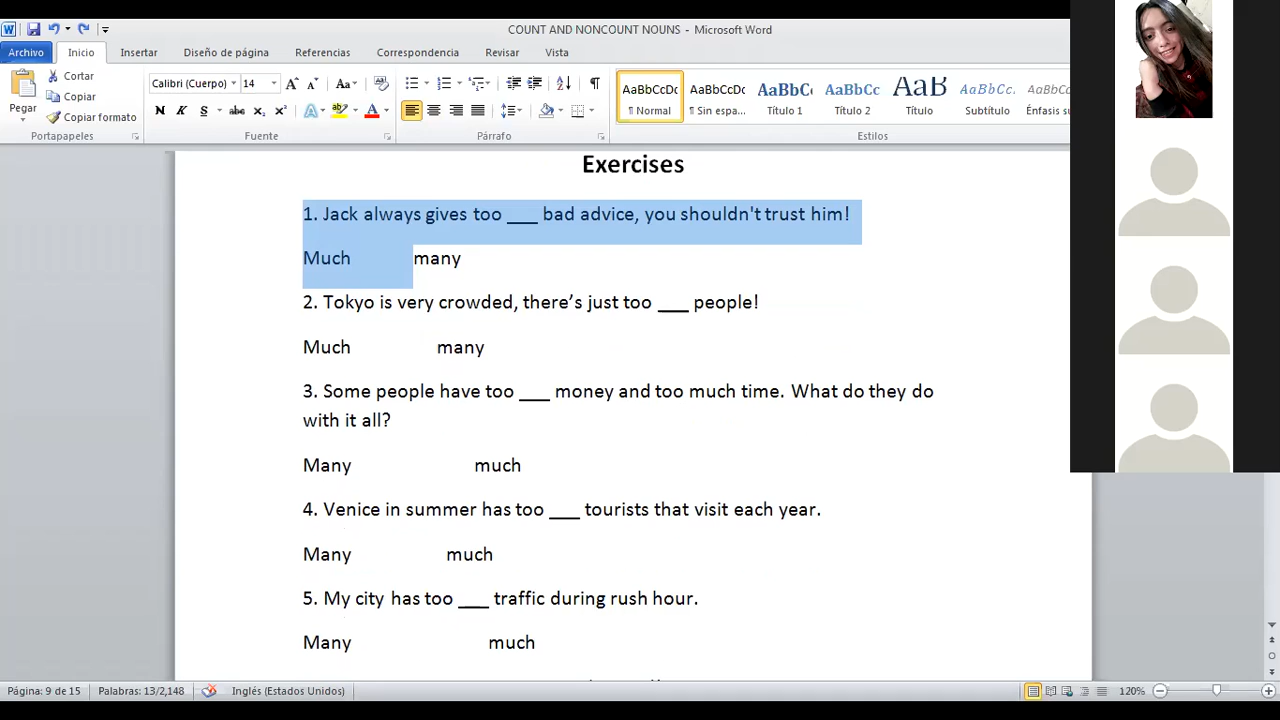 COUNT AND NONCOUNT NOUNS - Microsoft Word
Archivo Inicio Insertar Diseño de página Referencias Correspondencia Revisar Vista
Pegar
Cortar
Copiar
Copiar formato
Portapapeles
Calibri (Cuerpo) 14
Fuente
Párrafo
AaBbCcDc AaBbCcDc AaBbC AaBbCc AaB AaBbCc. AaBbCc
¶ Normal ¶ Sin espa... Título 1 Título 2 Título Subtítulo Énfasis su
Estilos
Exercises
1. Jack always gives too ___ bad advice, you shouldn't trust him!
Much many
2. Tokyo is very crowded, there’s just too ___ people!
Much many
3. Some people have too ___ money and too much time. What do they do
with it all?
Many much
4. Venice in summer has too ___ tourists that visit each year.
Many much
5. My city has too ___ traffic during rush hour.
Many much
Página: 9 de 15 Palabras: 13/2,148 Inglés (Estados Unidos) 120%